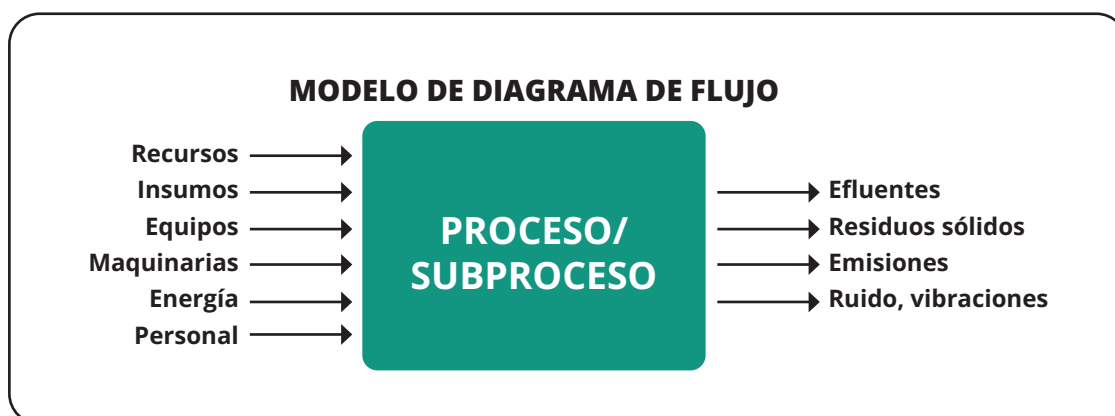 MODELO DE DIAGRAMA DE FLUJO
Recursos
Insumos
Equipos
Maquinarias
Energía
Personal
PROCESO/
SUBPROCESO
Efluentes
Residuos sólidos
Emisiones
Ruido, vibraciones